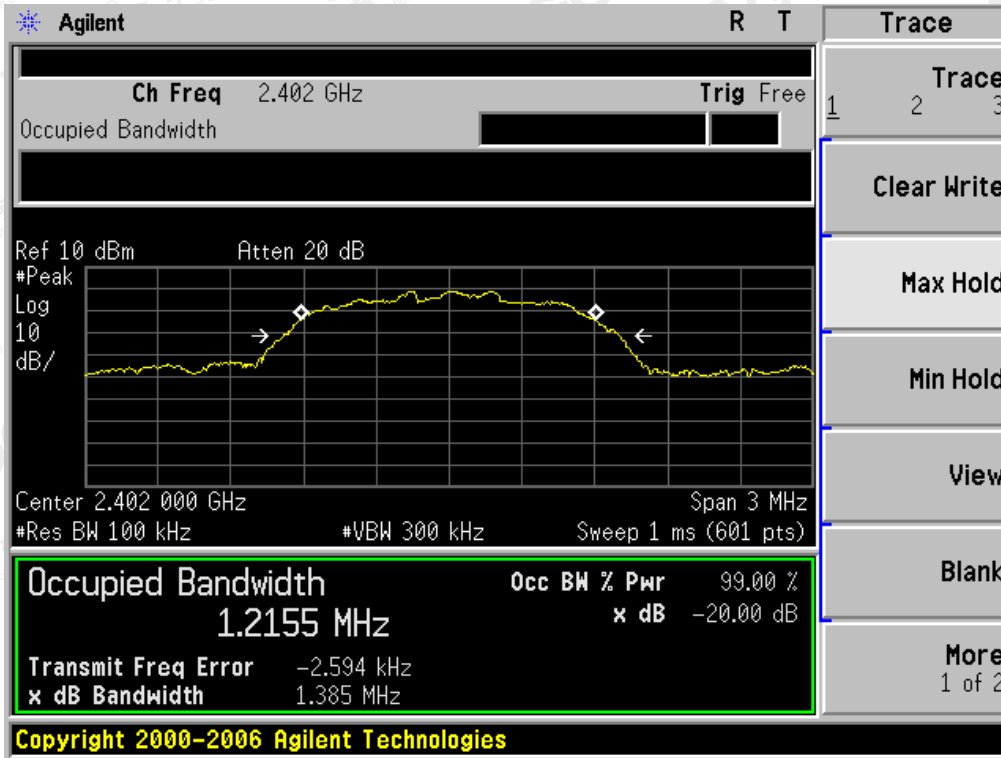 Agilent R T Trace
Ch Freq 2.402 GHz Trig Free
Occupied Bandwidth
Trace
1 2 3
Clear Write
Ref 10 dBm Atten 20 dB
#Peak
Log
10
dB/
Max Hold
Min Hold
View
Center 2.402 000 GHz Span 3 MHz
#Res BW 100 kHz #VBW 300 kHz Sweep 1 ms (601 pts)
Occupied Bandwidth Occ BW % Pwr 99.00 %
1.2155 MHz x dB -20.00 dB
Transmit Freq Error -2.594 kHz
x dB Bandwidth 1.385 MHz
Blank
More
1 of 2
Copyright 2000-2006 Agilent Technologies